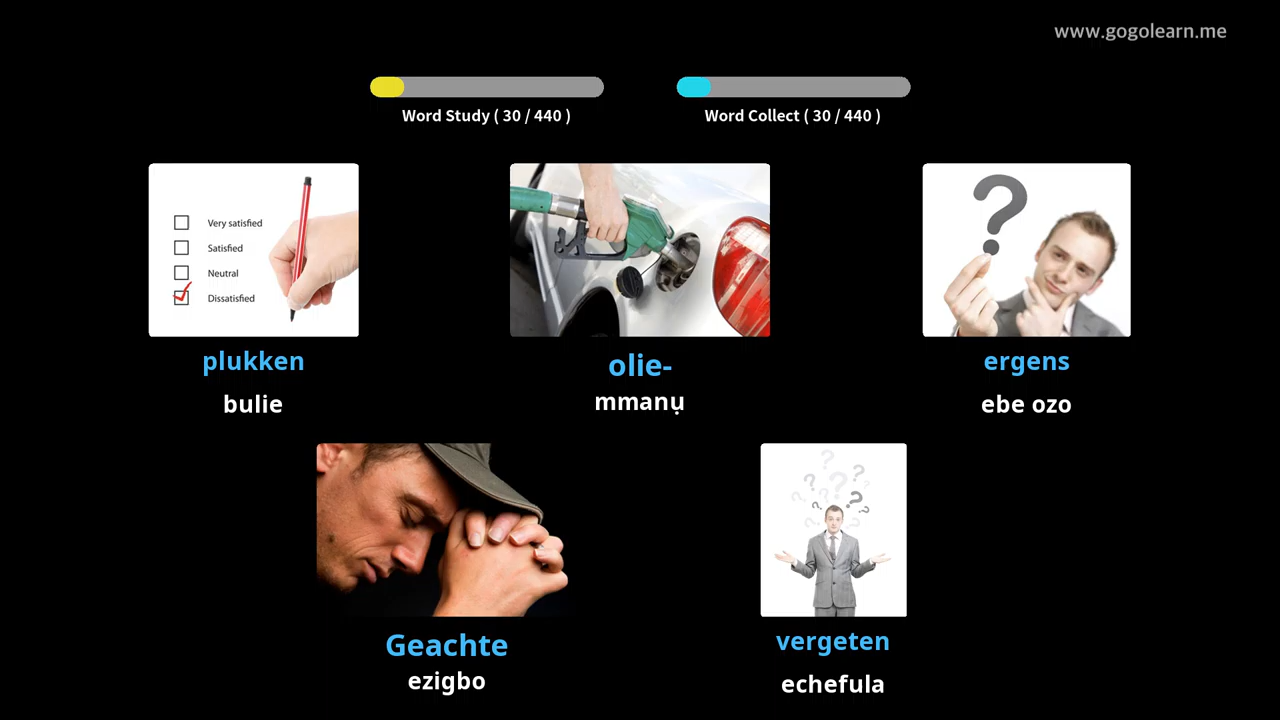 www.gogolearn.me
Word Study ( 30 / 440 )
Word Collect ( 30 / 440 )
Very satisfied
Satisfied
Neutral
Dissatisfied
plukken
olie-
ergens
bulie
mmanụ
ebe ozo
Geachte
vergeten
ezigbo
echefula